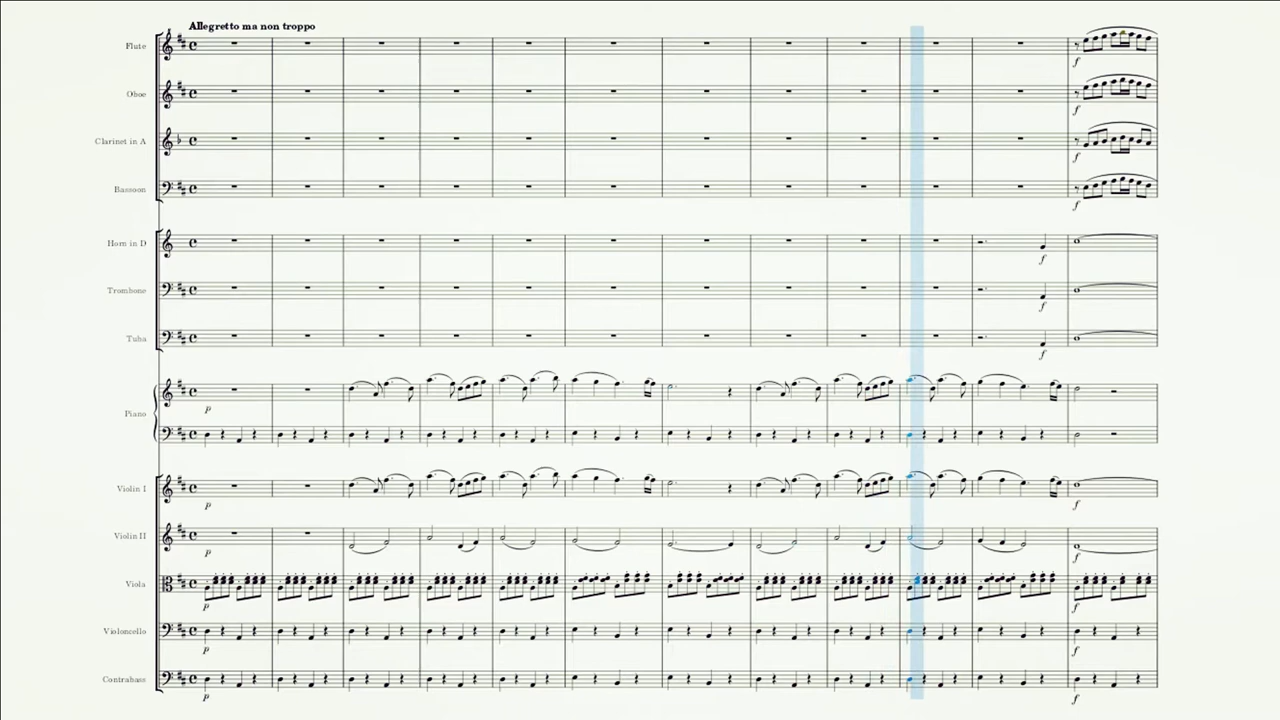 Allegretto ma non troppo
Flute
f
Oboe
f
Clarinet in A
f
Bassoon
f
Horn in D
f
Trombone
f
Tuba
f
Piano
p
Violin I
p f
Violin II
p f
Viola
p f
Violoncello
p f
Contrabass
p f